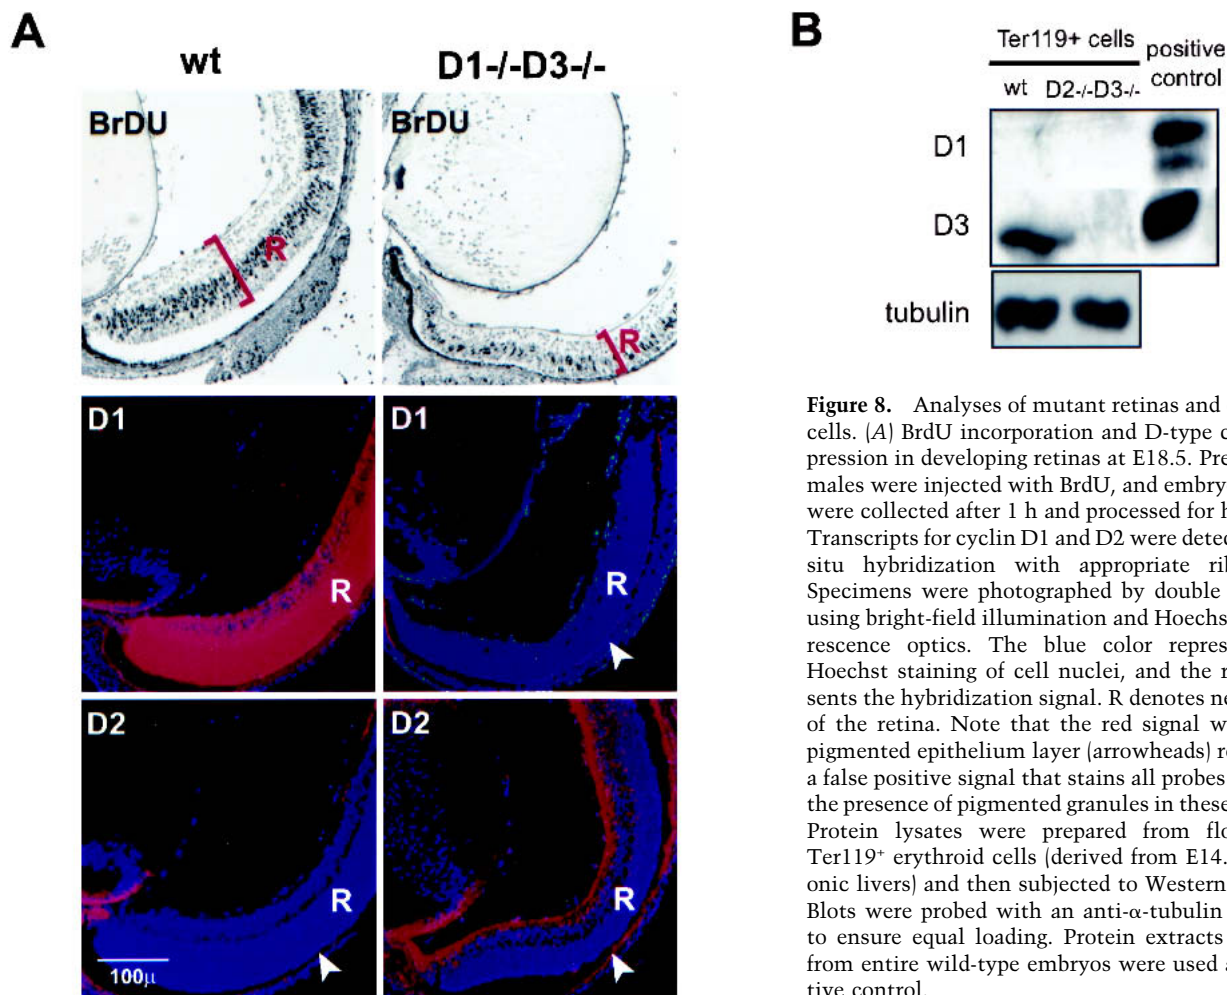 A
wt
D1-/-D3-/-
BrDU
BrDU
R
R
D1
D1
R
R
D2
D2
R
R
100μ
B
Ter119+ cells
positive
control
wt
D2-/-D3-/-
D1
D3
tubulin
Figure 8. Analyses of mutant retinas and
cells. (A) BrdU incorporation and D-type c
pression in developing retinas at E18.5. Pre
males were injected with BrdU, and embry
were collected after 1 h and processed for h
Transcripts for cyclin D1 and D2 were detec
situ hybridization with appropriate ri
Specimens were photographed by double
using bright-field illumination and Hoechs
rescence optics. The blue color repres
Hoechst staining of cell nuclei, and the r
sents the hybridization signal. R denotes ne
of the retina. Note that the red signal w
pigmented epithelium layer (arrowheads) re
a false positive signal that stains all probes
the presence of pigmented granules in these
Protein lysates were prepared from flo
Ter119⁺ erythroid cells (derived from E14.
onic livers) and then subjected to Western
Blots were probed with an anti-α-tubulin
to ensure equal loading. Protein extracts
from entire wild-type embryos were used a
tive control.